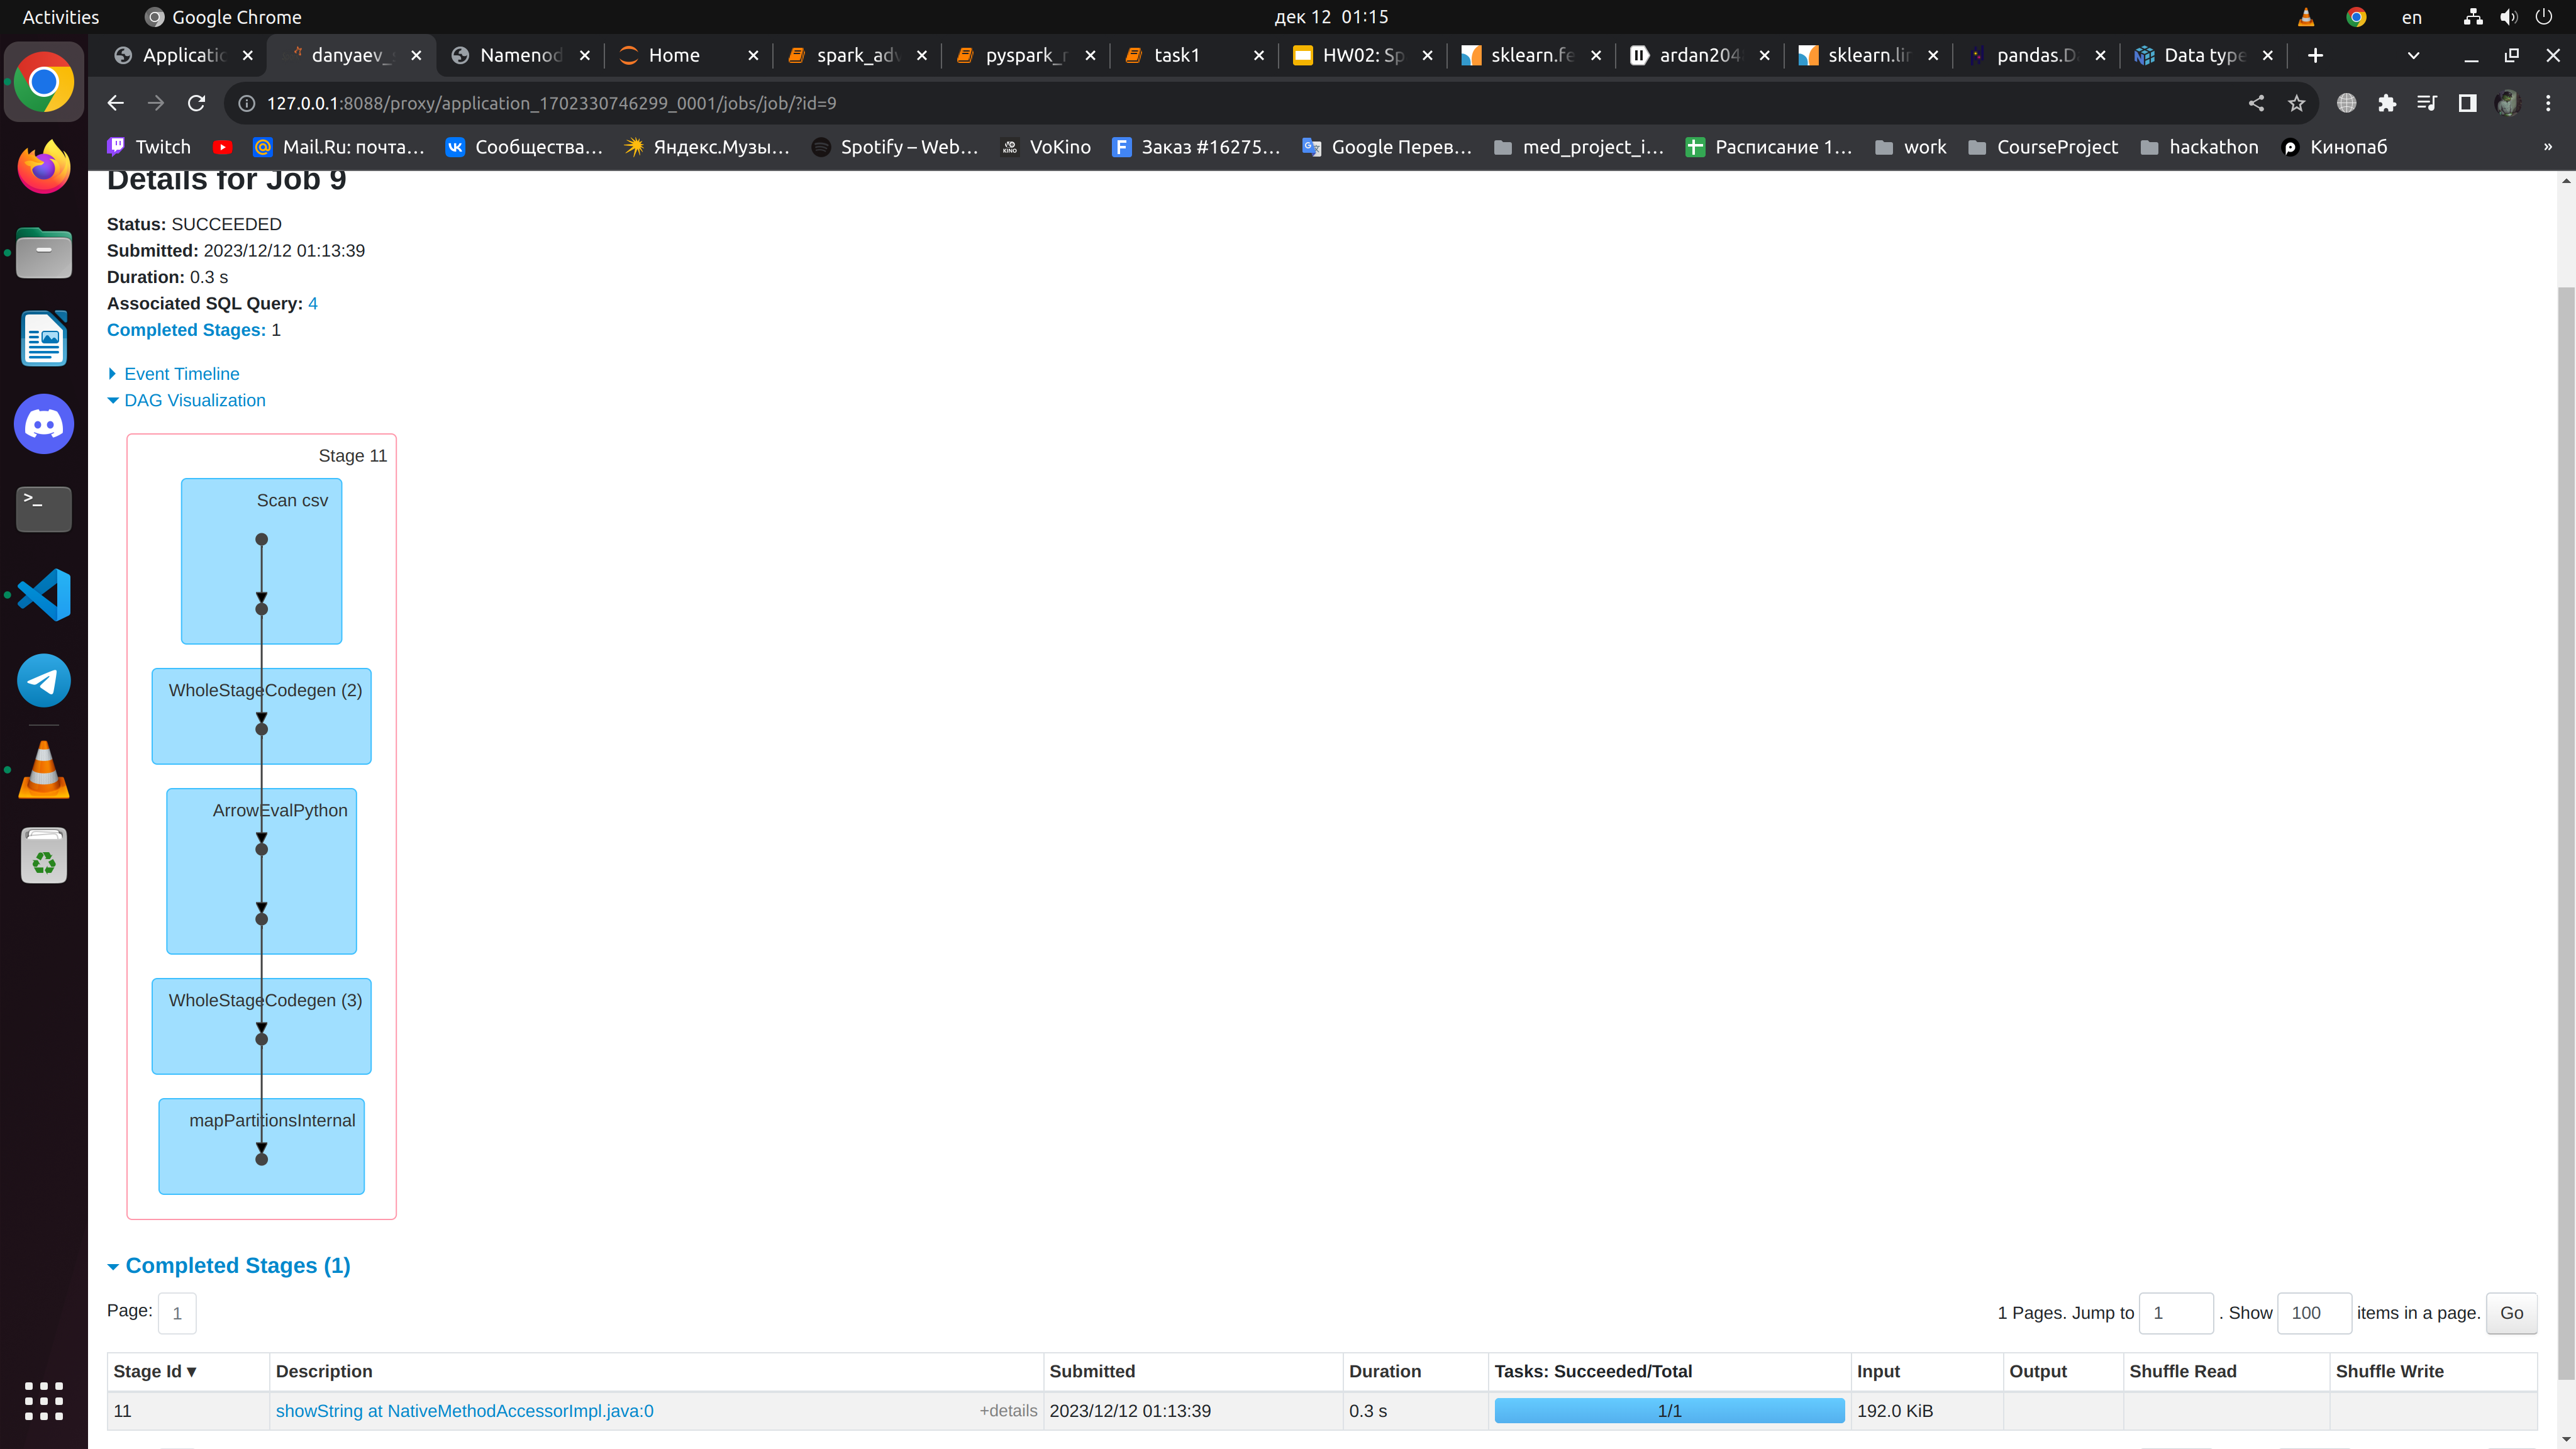 Activities Google Chrome дек 12 01:15 en
Applicatio danyaev_s Namenod Home spark_adv pyspark_r task1 HW02: Sp sklearn.fe ardan204 sklearn.lir pandas.D Data type
127.0.0.1:8088/proxy/application_1702330746299_0001/jobs/job/?id=9
Twitch Mail.Ru: почта… Сообщества… Яндекс.Музы… Spotify – Web… VoKino Заказ #16275… Google Перев… med_project_i… Расписание 1… work CourseProject hackathon Кинопаб »
Details for Job 9
Status: SUCCEEDED
Submitted: 2023/12/12 01:13:39
Duration: 0.3 s
Associated SQL Query: 4
Completed Stages: 1
Event Timeline
DAG Visualization
Stage 11
Scan csv
WholeStageCodegen (2)
ArrowEvalPython
WholeStageCodegen (3)
mapPartitionsInternal
Completed Stages (1)
Page: 1 1 Pages. Jump to 1 . Show 100 items in a page. Go
Stage Id ▾ Description Submitted Duration Tasks: Succeeded/Total Input Output Shuffle Read Shuffle Write
11 showString at NativeMethodAccessorImpl.java:0 +details 2023/12/12 01:13:39 0.3 s 1/1 192.0 KiB